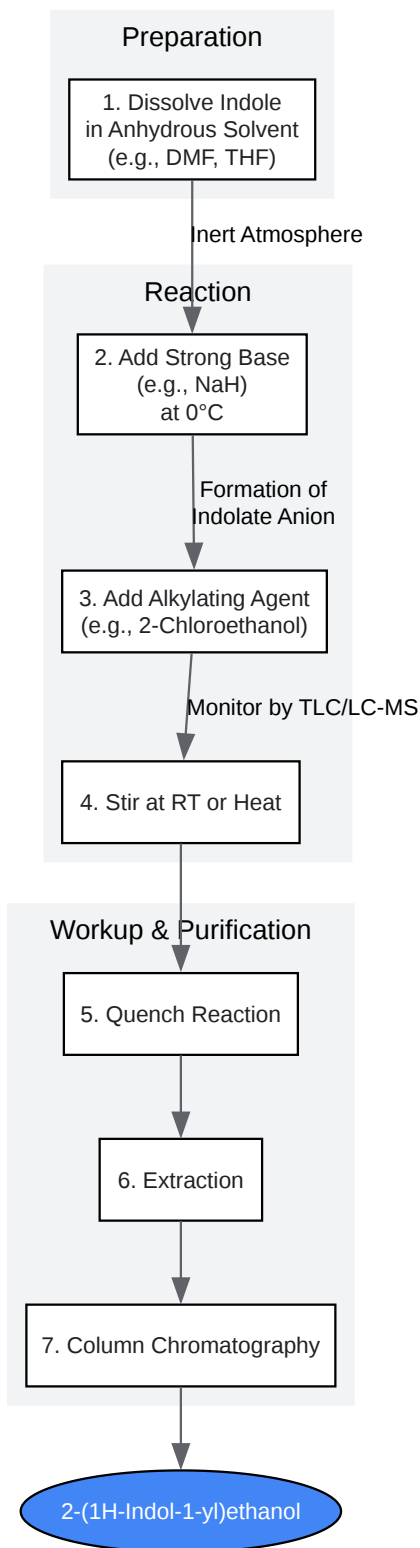 Preparation
1. Dissolve Indole
in Anhydrous Solvent
(e.g., DMF, THF)
Inert Atmosphere
Reaction
2. Add Strong Base
(e.g., NaH)
at 0°C
Formation of
Indolate Anion
3. Add Alkylating Agent
(e.g., 2-Chloroethanol)
Monitor by TLC/LC-MS
4. Stir at RT or Heat
Workup & Purification
5. Quench Reaction
6. Extraction
7. Column Chromatography
2-(1H-Indol-1-yl)ethanol